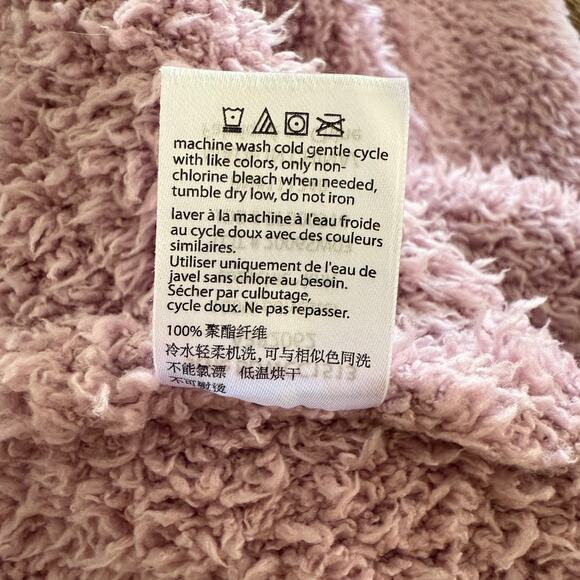 machine wash cold gentle cycle
with like colors, only non-
chlorine bleach when needed,
tumble dry low, do not iron
laver à la machine à l'eau froide
au cycle doux avec des couleurs
similaires.
Utiliser uniquement de l'eau de
javel sans chlore au besoin.
Sécher par culbutage,
cycle doux. Ne pas repasser.
100% 聚酯纤维
冷水轻柔机洗,可与相似色同洗
不能氯漂 低温烘干
不可熨烫